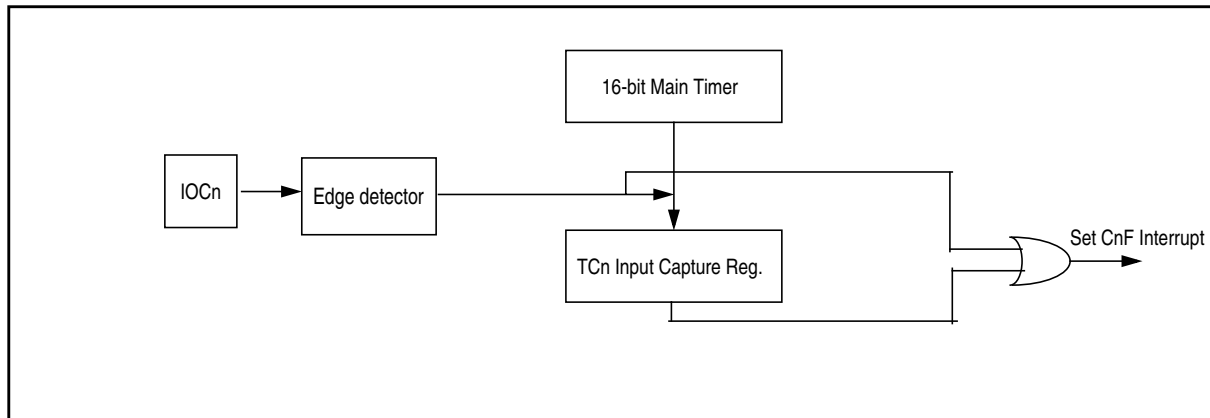 16-bit Main Timer
IOCn
Edge detector
TCn Input Capture Reg.
Set CnF Interrupt